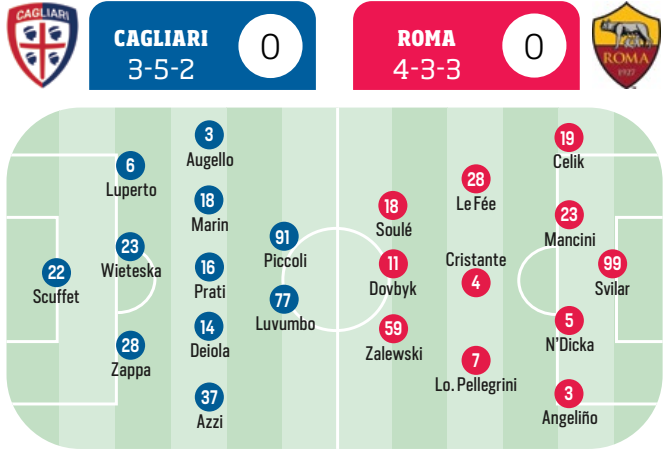 CAGLIARI
CAGLIARI
3-5-2
0
ROMA
4-3-3
0
ROMA
1927
22
Scuffet
6
Luperto
23
Wieteska
28
Zappa
3
Augello
18
Marin
16
Prati
14
Deiola
37
Azzi
91
Piccoli
77
Luvumbo
18
Soulé
11
Dovbyk
59
Zalewski
28
Le Fée
Cristante
4
7
Lo. Pellegrini
19
Celik
23
Mancini
5
N'Dicka
3
Angeliño
99
Svilar